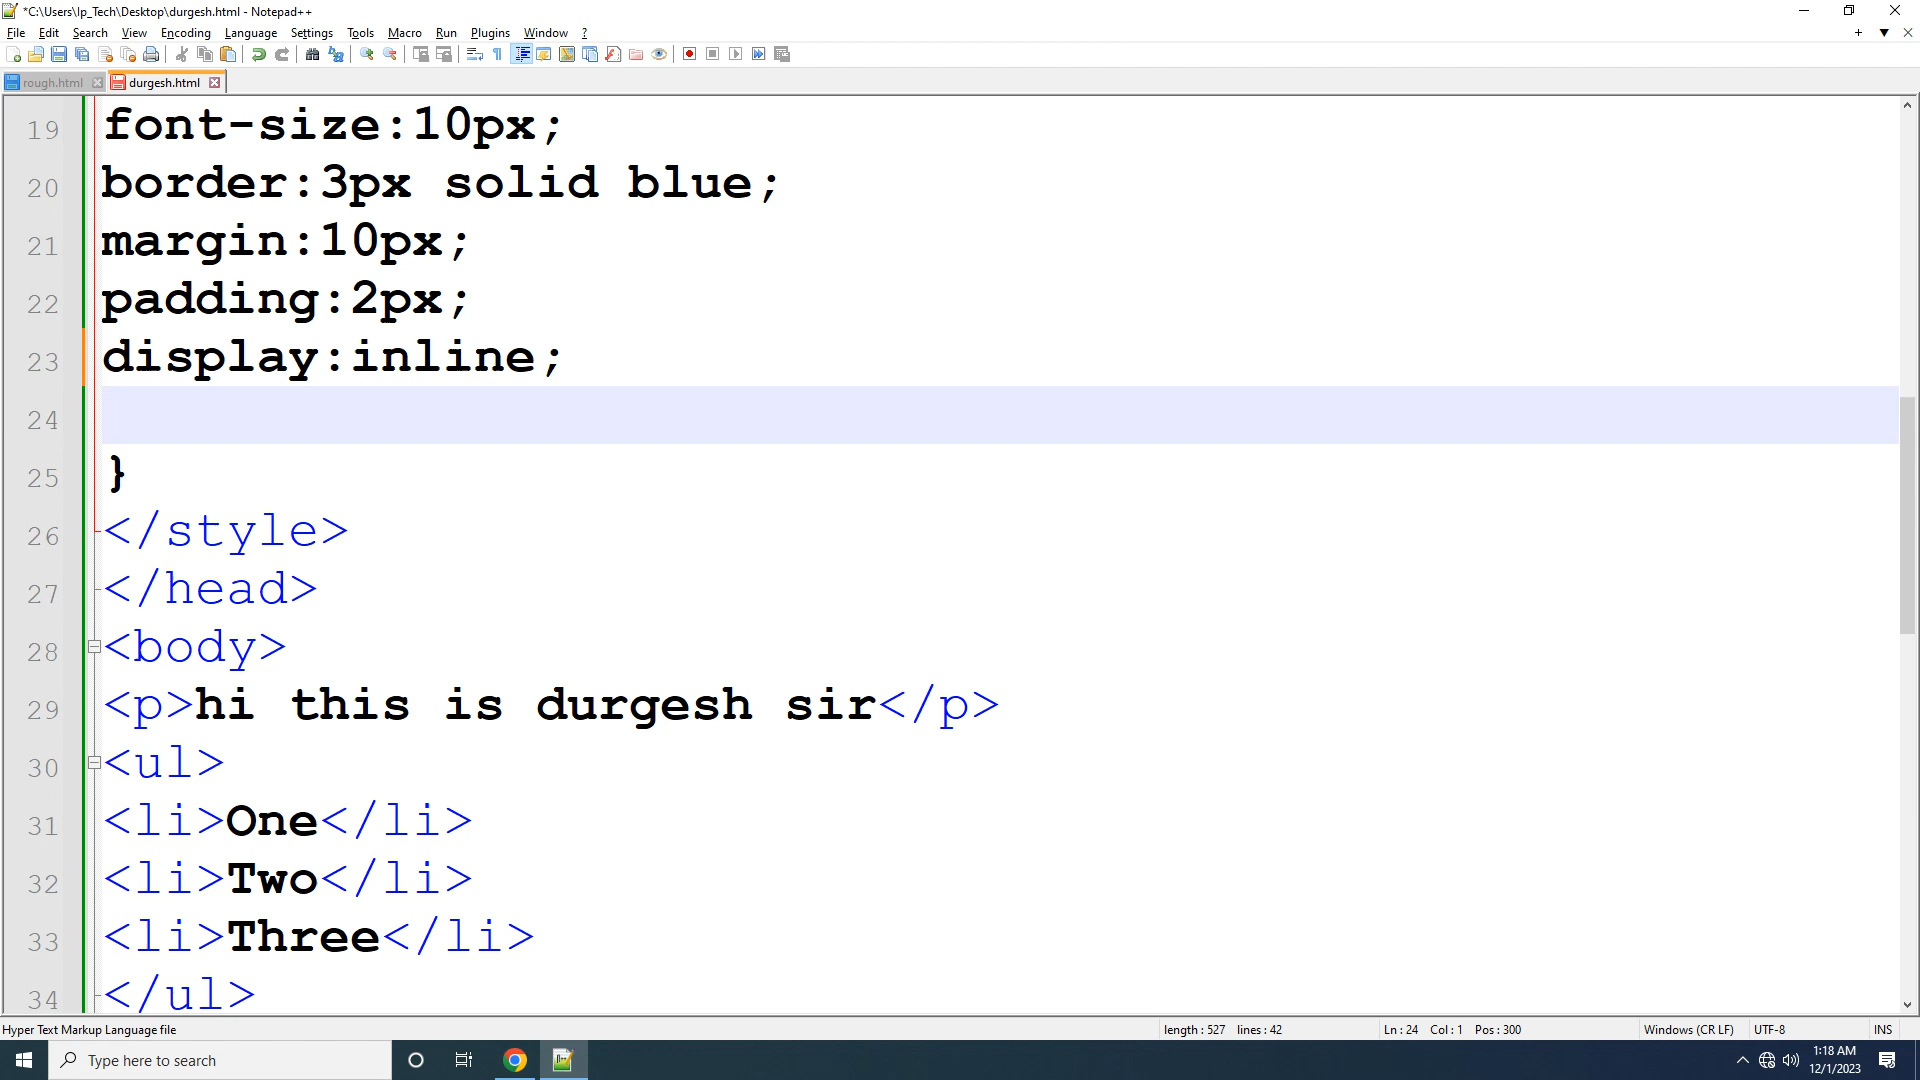 *C:\Users\lp_Tech\Desktop\durgesh.html - Notepad++
File Edit Search View Encoding Language Settings Tools Macro Run Plugins Window ?
rough.html durgesh.html
19 font-size:10px;
20 border:3px solid blue;
21 margin:10px;
22 padding:2px;
23 display:inline;
24
25 }
26 </style>
27 </head>
28 <body>
29 <p>hi this is durgesh sir</p>
30 <ul>
31 <li>One</li>
32 <li>Two</li>
33 <li>Three</li>
34 </ul>
Hyper Text Markup Language file length : 527 lines : 42 Ln : 24 Col : 1 Pos : 300 Windows (CR LF) UTF-8 INS
Type here to search
1:18 AM
12/1/2023